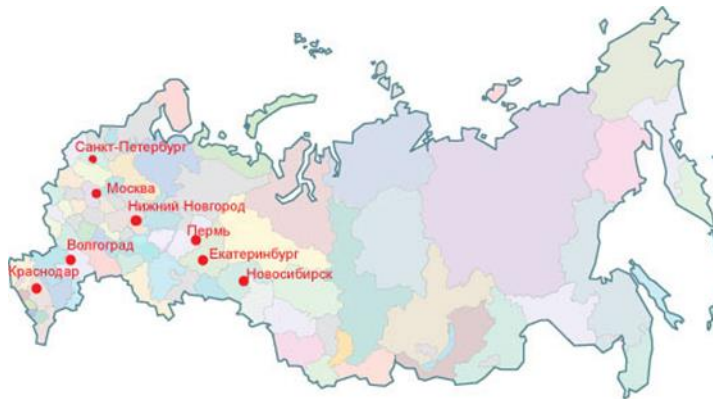 Санкт-Петербург
Москва
Нижний Новгород
Пермь
Волгоград
Екатеринбург
Краснодар
Новосибирск